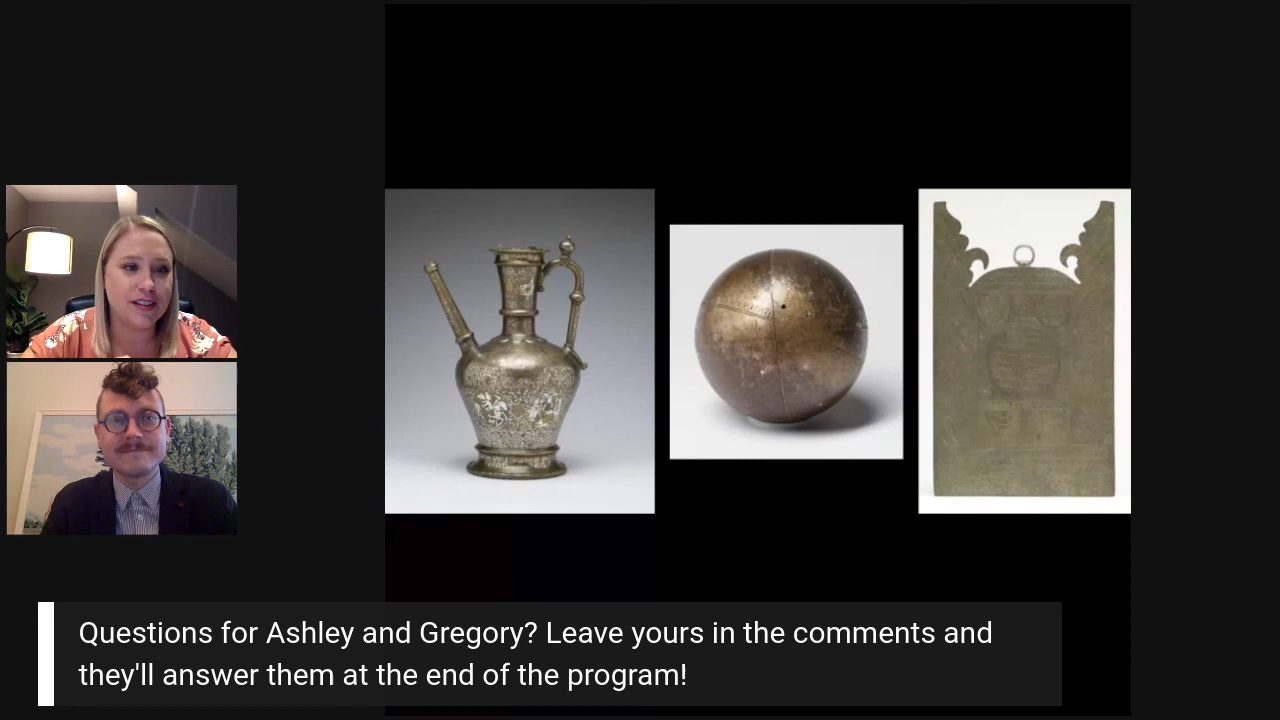 Questions for Ashley and Gregory? Leave yours in the comments and
they'll answer them at the end of the program!